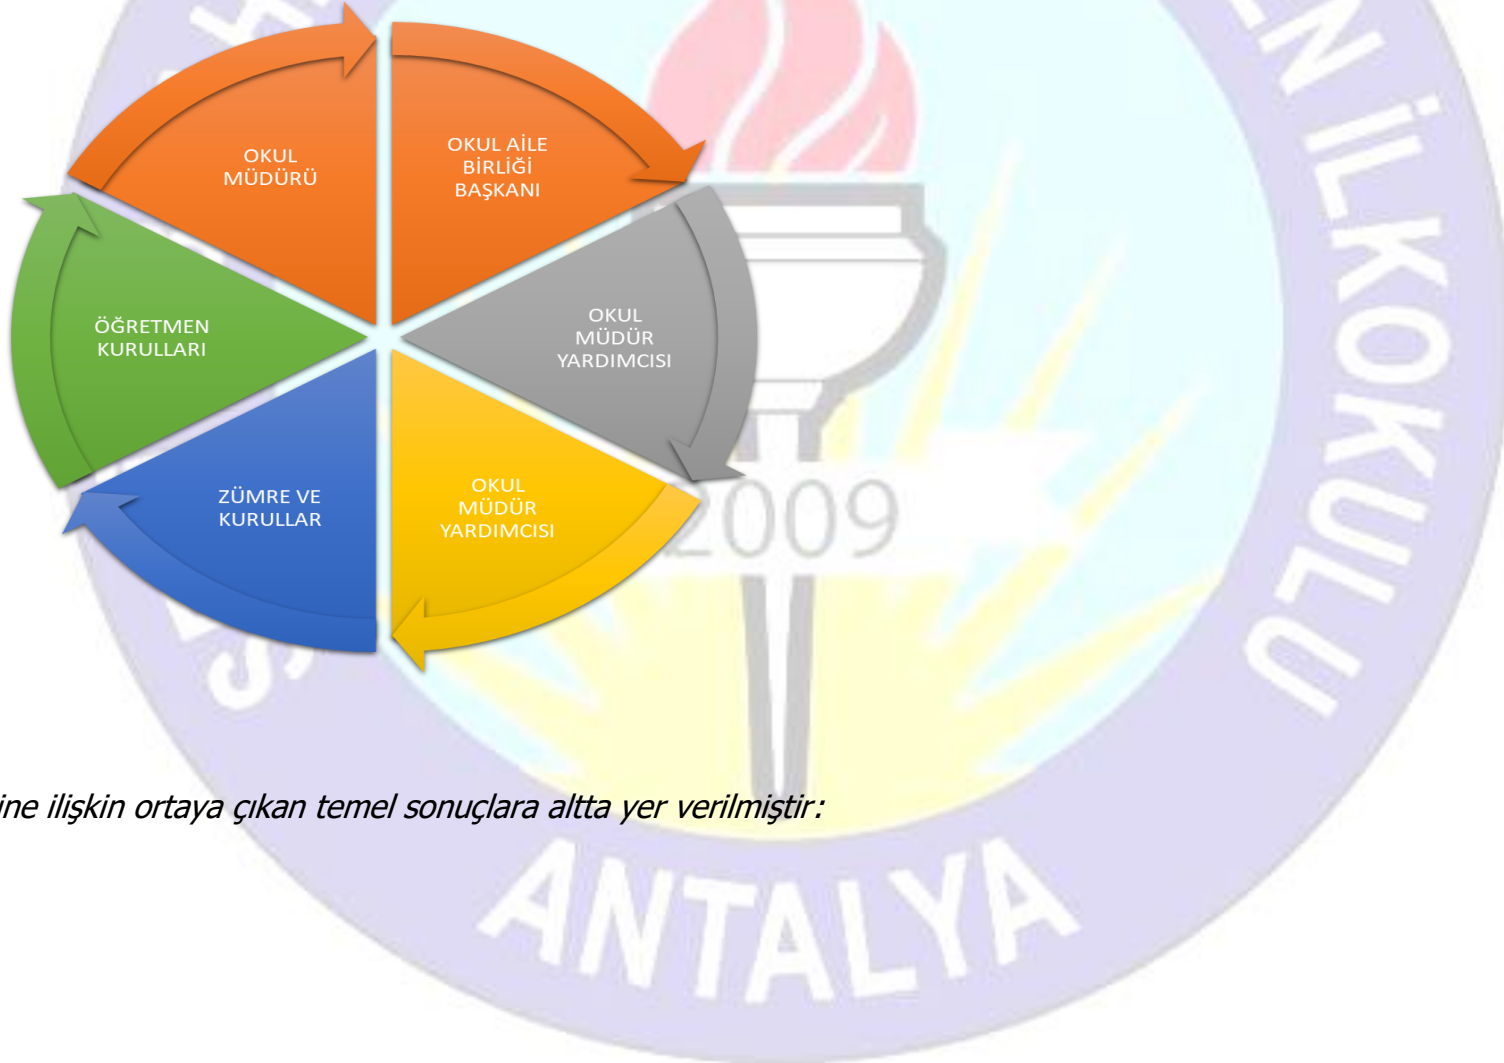 OKUL
MÜDÜRÜ
OKUL AİLE
BİRLİĞİ
BAŞKANI
OKUL
MÜDÜR
YARDIMCISI
OKUL
MÜDÜR
YARDIMCISI
ZÜMRE VE
KURULLAR
ÖĞRETMEN
KURULLARI
ine ilişkin ortaya çıkan temel sonuçlara altta yer verilmiştir:
2009
EN İLKOKULU
ANTALYA